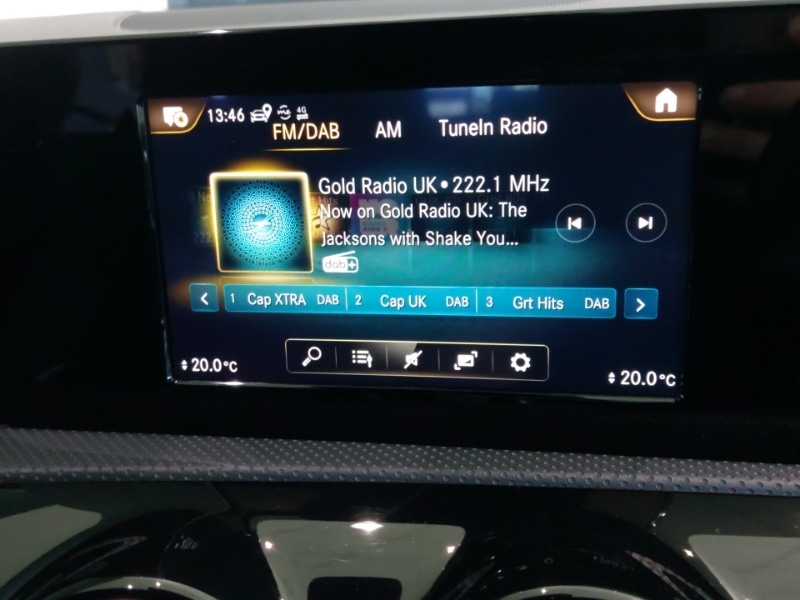 13:46 me 4G
FM/DAB AM TuneIn Radio
Gold Radio UK • 222.1 MHz
Now on Gold Radio UK: The
Jacksons with Shake You...
dab+
1 Cap XTRA DAB 2 Cap UK DAB 3 Grt Hits DAB
20.0°C 20.0°C